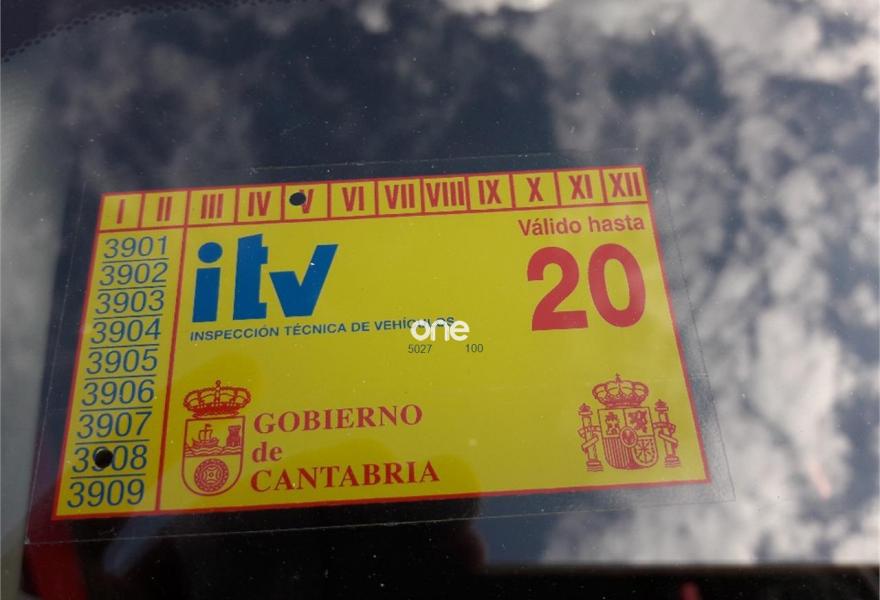 I II III IV V VI VII VIII IX X XI XII
Válido hasta
20
3901
3902
3903
3904
3905
3906
3907
3908
3909
itv
INSPECCIÓN TÉCNICA DE VEHÍCULOS
one
5027 100
GOBIERNO
de
CANTABRIA